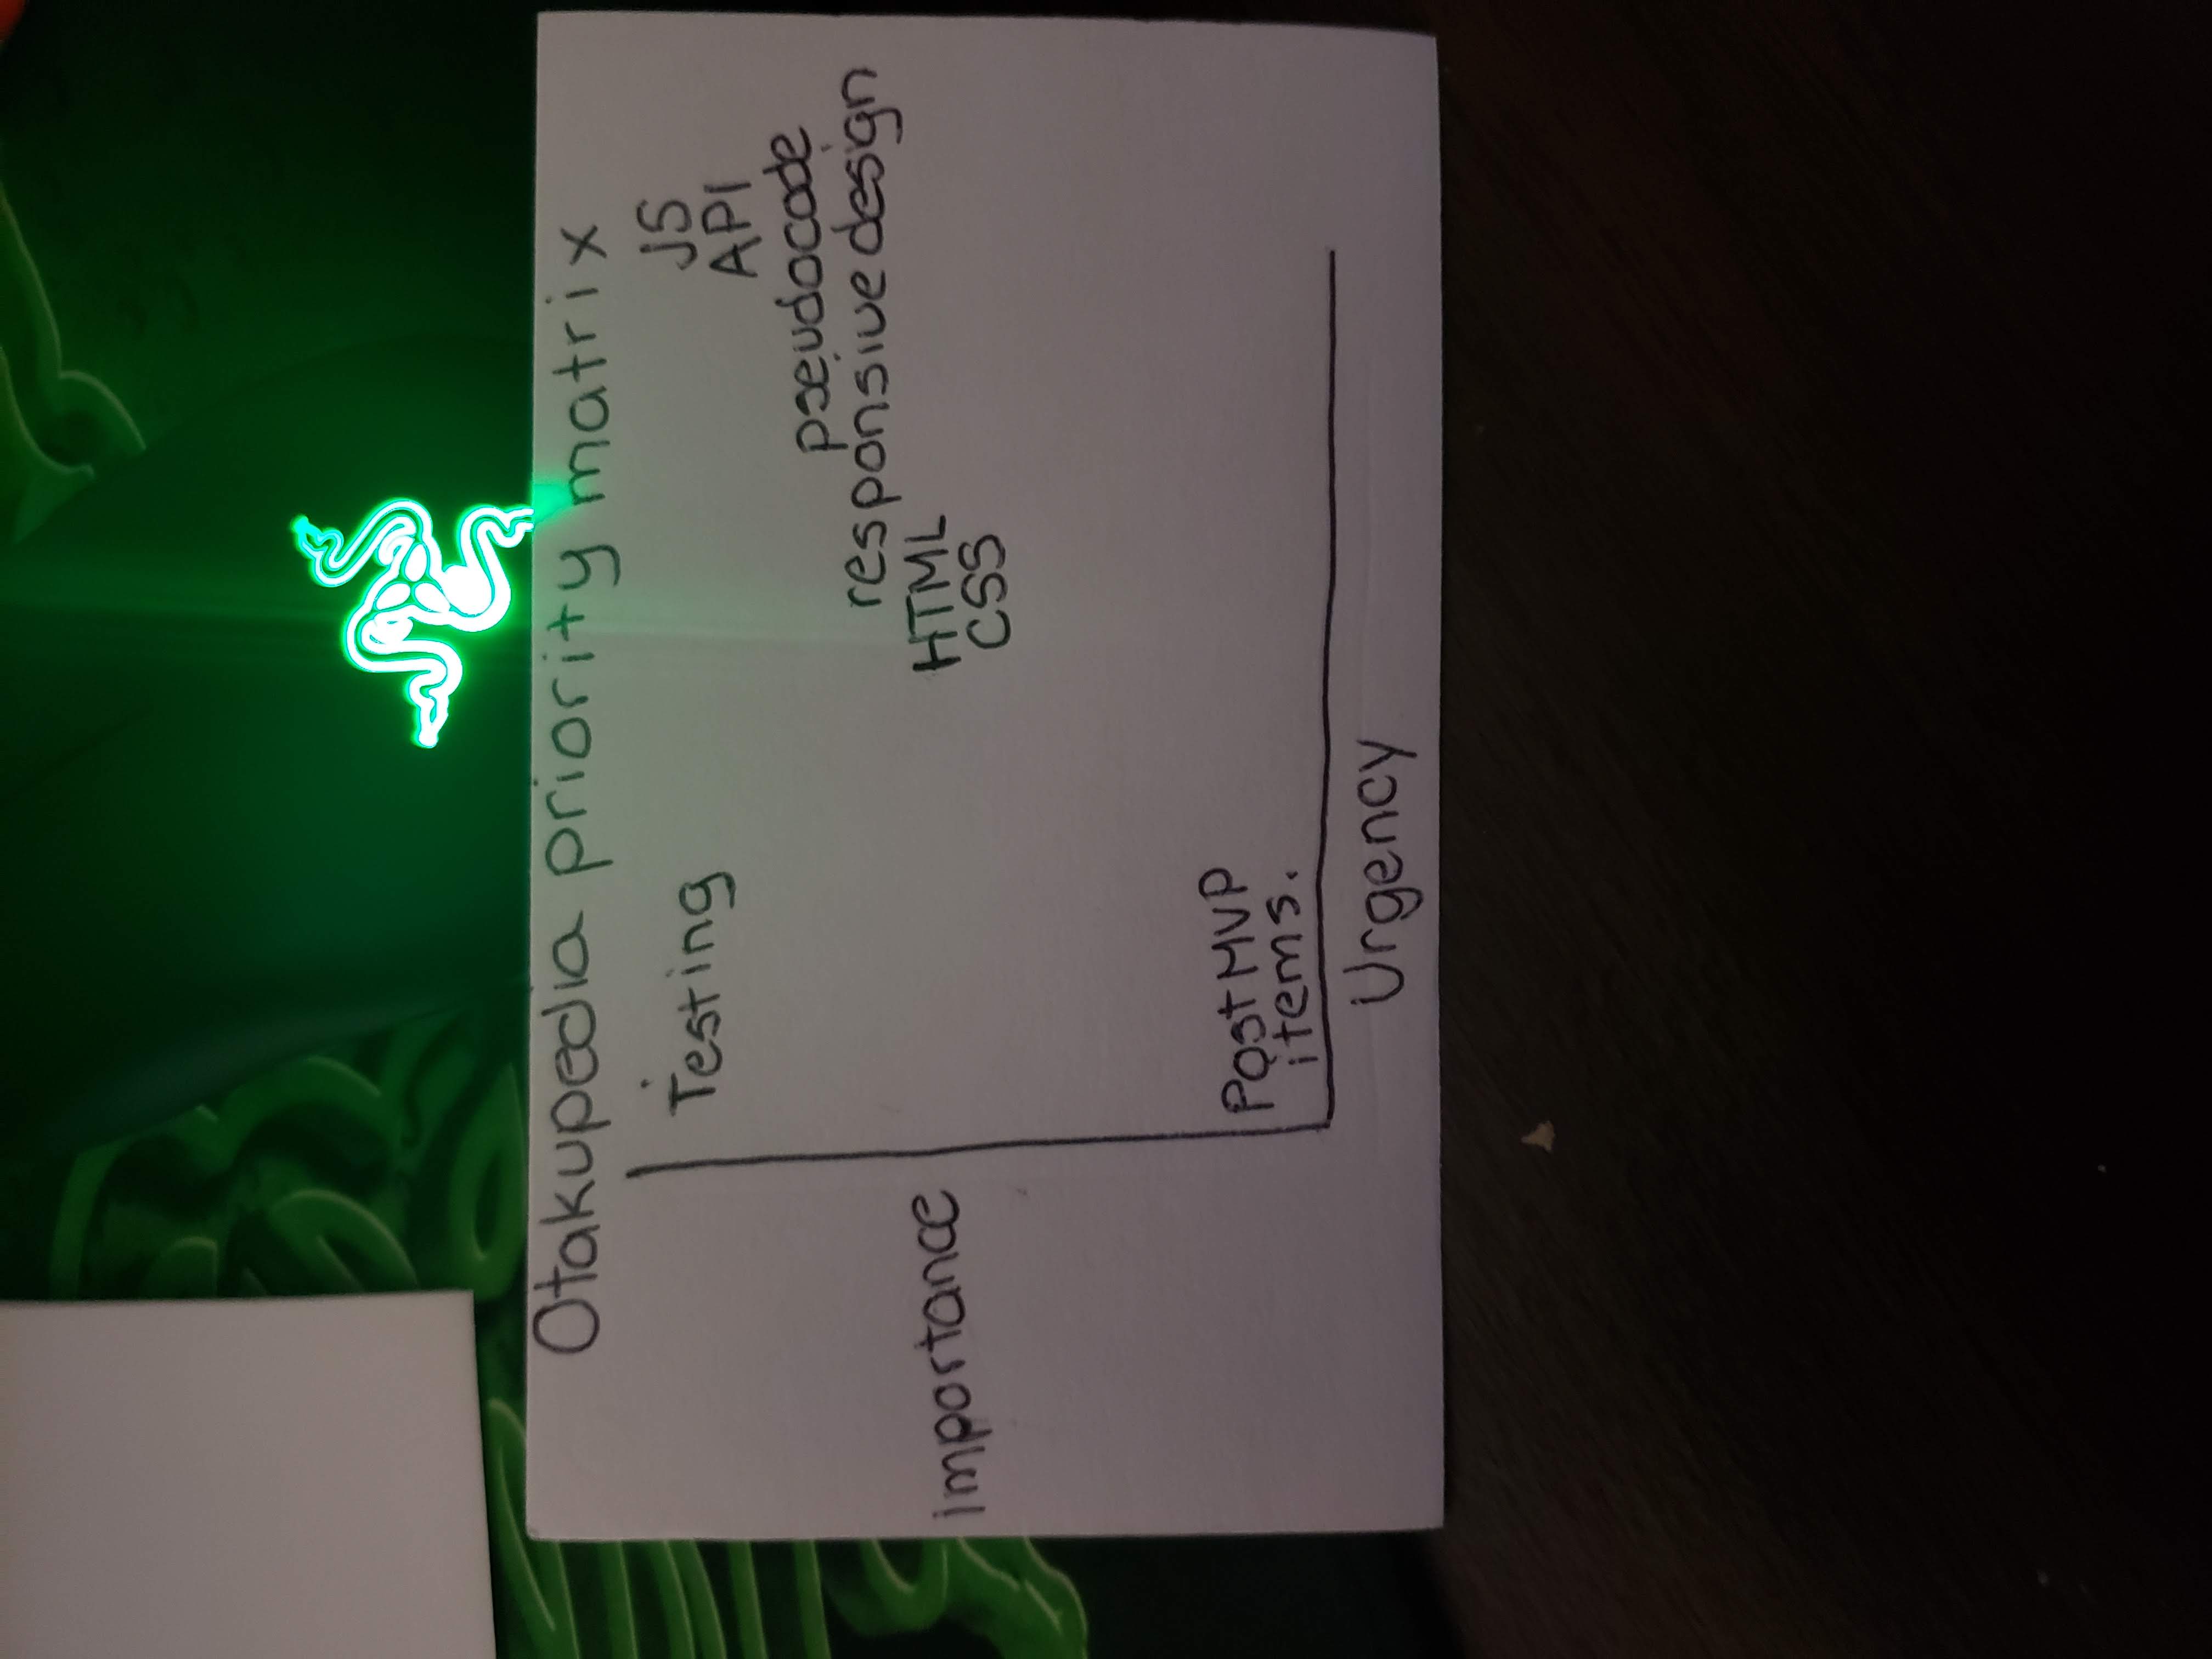 Otakupedia priority matrix
Testing
JS
API
pseudocode
responsive design
HTML
CSS
importance
Post MVP
items.
Urgency